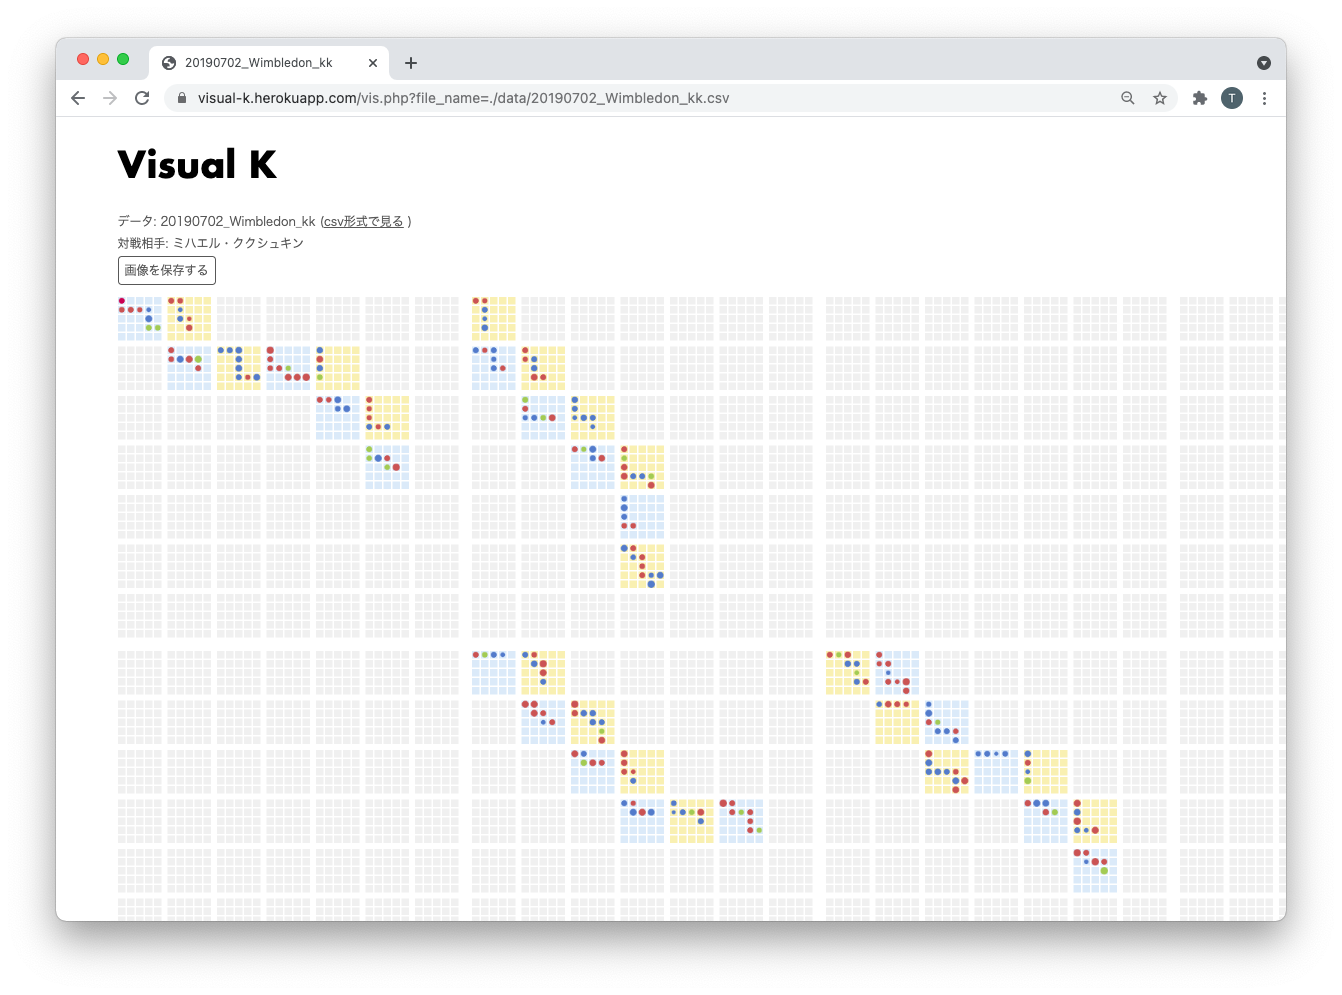 20190702_Wimbledon_kk
visual-k.herokuapp.com/vis.php?file_name=./data/20190702_Wimbledon_kk.csv
T
Visual K
データ: 20190702_Wimbledon_kk (csv形式で見る )
対戦相手: ミハエル・ククシュキン
画像を保存する